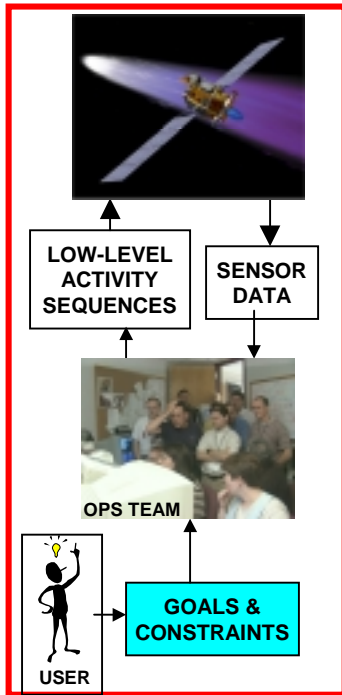 LOW-LEVEL
ACTIVITY
SEQUENCES
SENSOR
DATA
OPS TEAM
USER
GOALS &
CONSTRAINTS